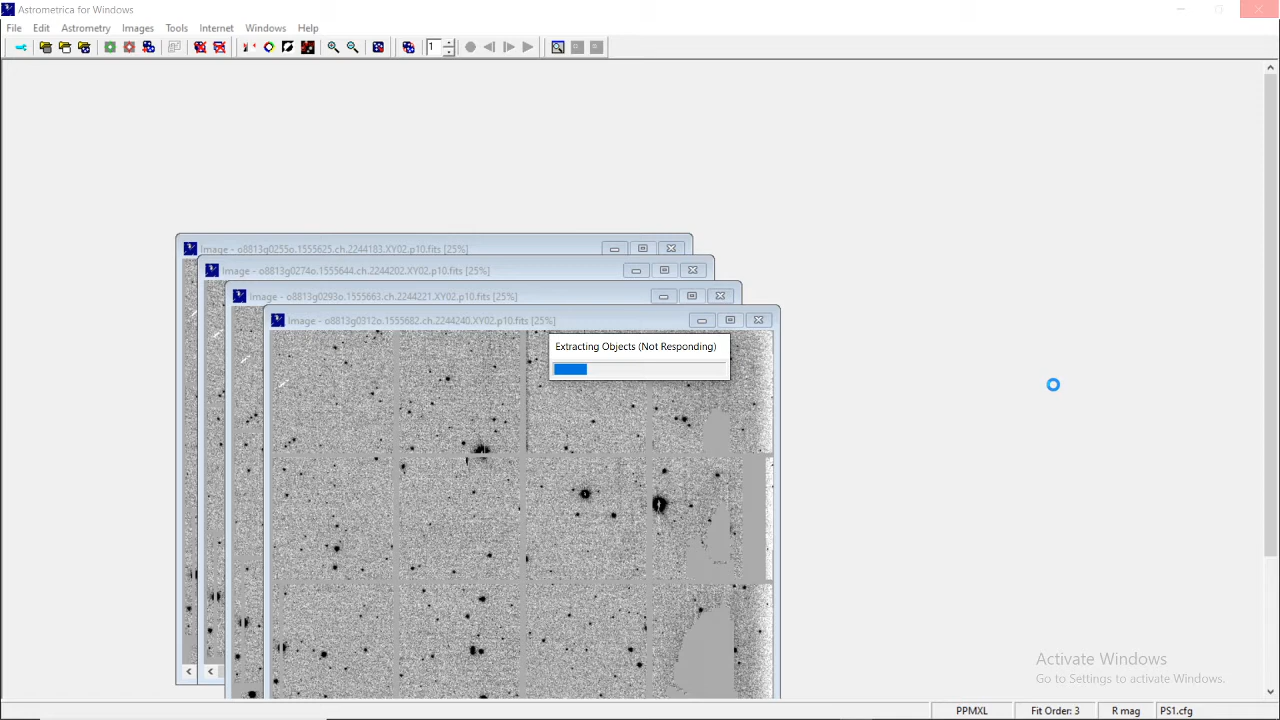 Astrometrica for Windows
File Edit Astrometry Images Tools Internet Windows Help
1
Image - o8813g0255o.1555625.ch.2244183.XY02.p10.fits [25%]
Image - o8813g0274o.1555644.ch.2244202.XY02.p10.fits [25%]
Image - o8813g0293o.1555663.ch.2244221.XY02.p10.fits [25%]
Image - o8813g0312o.1555682.ch.2244240.XY02.p10.fits [25%]
Extracting Objects (Not Responding)
Activate Windows
Go to Settings to activate Windows.
PPMXL Fit Order: 3 R mag PS1.cfg